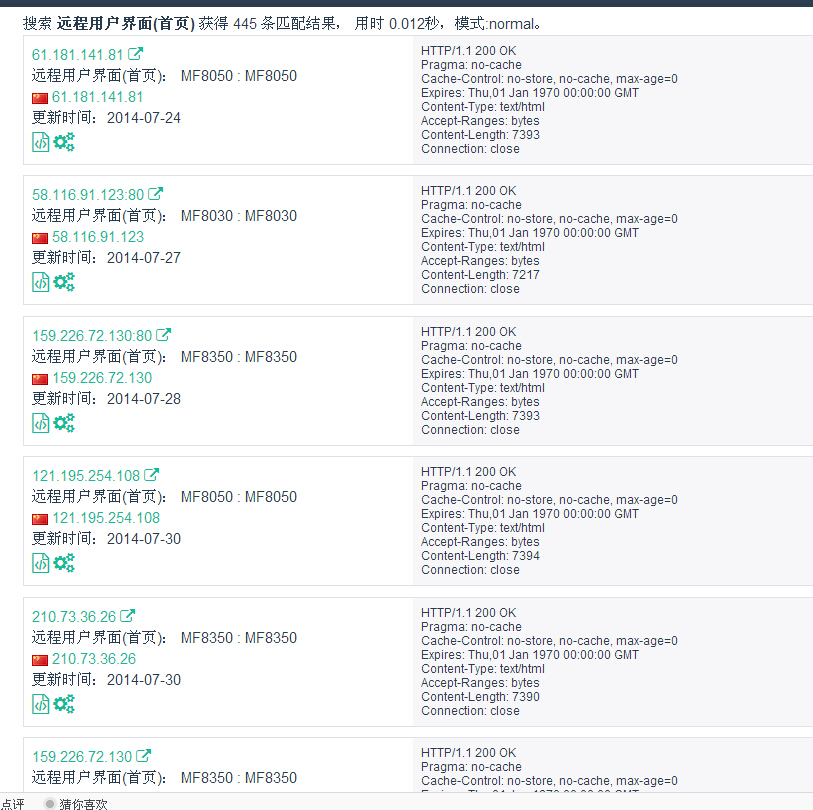 搜索 远程用户界面(首页) 获得 445 条匹配结果， 用时 0.012秒，模式:normal。
61.181.141.81
远程用户界面(首页)： MF8050 : MF8050
61.181.141.81
更新时间：2014-07-24
HTTP/1.1 200 OK
Pragma: no-cache
Cache-Control: no-store, no-cache, max-age=0
Expires: Thu,01 Jan 1970 00:00:00 GMT
Content-Type: text/html
Accept-Ranges: bytes
Content-Length: 7393
Connection: close
58.116.91.123:80
远程用户界面(首页)： MF8030 : MF8030
58.116.91.123
更新时间：2014-07-27
HTTP/1.1 200 OK
Pragma: no-cache
Cache-Control: no-store, no-cache, max-age=0
Expires: Thu,01 Jan 1970 00:00:00 GMT
Content-Type: text/html
Accept-Ranges: bytes
Content-Length: 7217
Connection: close
159.226.72.130:80
远程用户界面(首页)： MF8350 : MF8350
159.226.72.130
更新时间：2014-07-28
HTTP/1.1 200 OK
Pragma: no-cache
Cache-Control: no-store, no-cache, max-age=0
Expires: Thu,01 Jan 1970 00:00:00 GMT
Content-Type: text/html
Accept-Ranges: bytes
Content-Length: 7393
Connection: close
121.195.254.108
远程用户界面(首页)： MF8050 : MF8050
121.195.254.108
更新时间：2014-07-30
HTTP/1.1 200 OK
Pragma: no-cache
Cache-Control: no-store, no-cache, max-age=0
Expires: Thu,01 Jan 1970 00:00:00 GMT
Content-Type: text/html
Accept-Ranges: bytes
Content-Length: 7394
Connection: close
210.73.36.26
远程用户界面(首页)： MF8350 : MF8350
210.73.36.26
更新时间：2014-07-30
HTTP/1.1 200 OK
Pragma: no-cache
Cache-Control: no-store, no-cache, max-age=0
Expires: Thu,01 Jan 1970 00:00:00 GMT
Content-Type: text/html
Accept-Ranges: bytes
Content-Length: 7390
Connection: close
159.226.72.130
远程用户界面(首页)： MF8350 : MF8350
HTTP/1.1 200 OK
Pragma: no-cache
Cache-Control: no-store, no-cache, max-age=0
点评 猜你喜欢